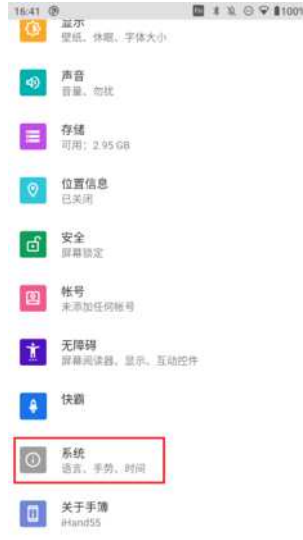 16:41
100%
显示
壁纸、休眠、字体大小
声音
音量、勿扰
存储
可用：2.95 GB
位置信息
已关闭
安全
屏幕锁定
帐号
未添加任何帐号
无障碍
屏幕阅读器、显示、互动控件
快霸
系统
语言、手势、时间
关于手簿
iHand55